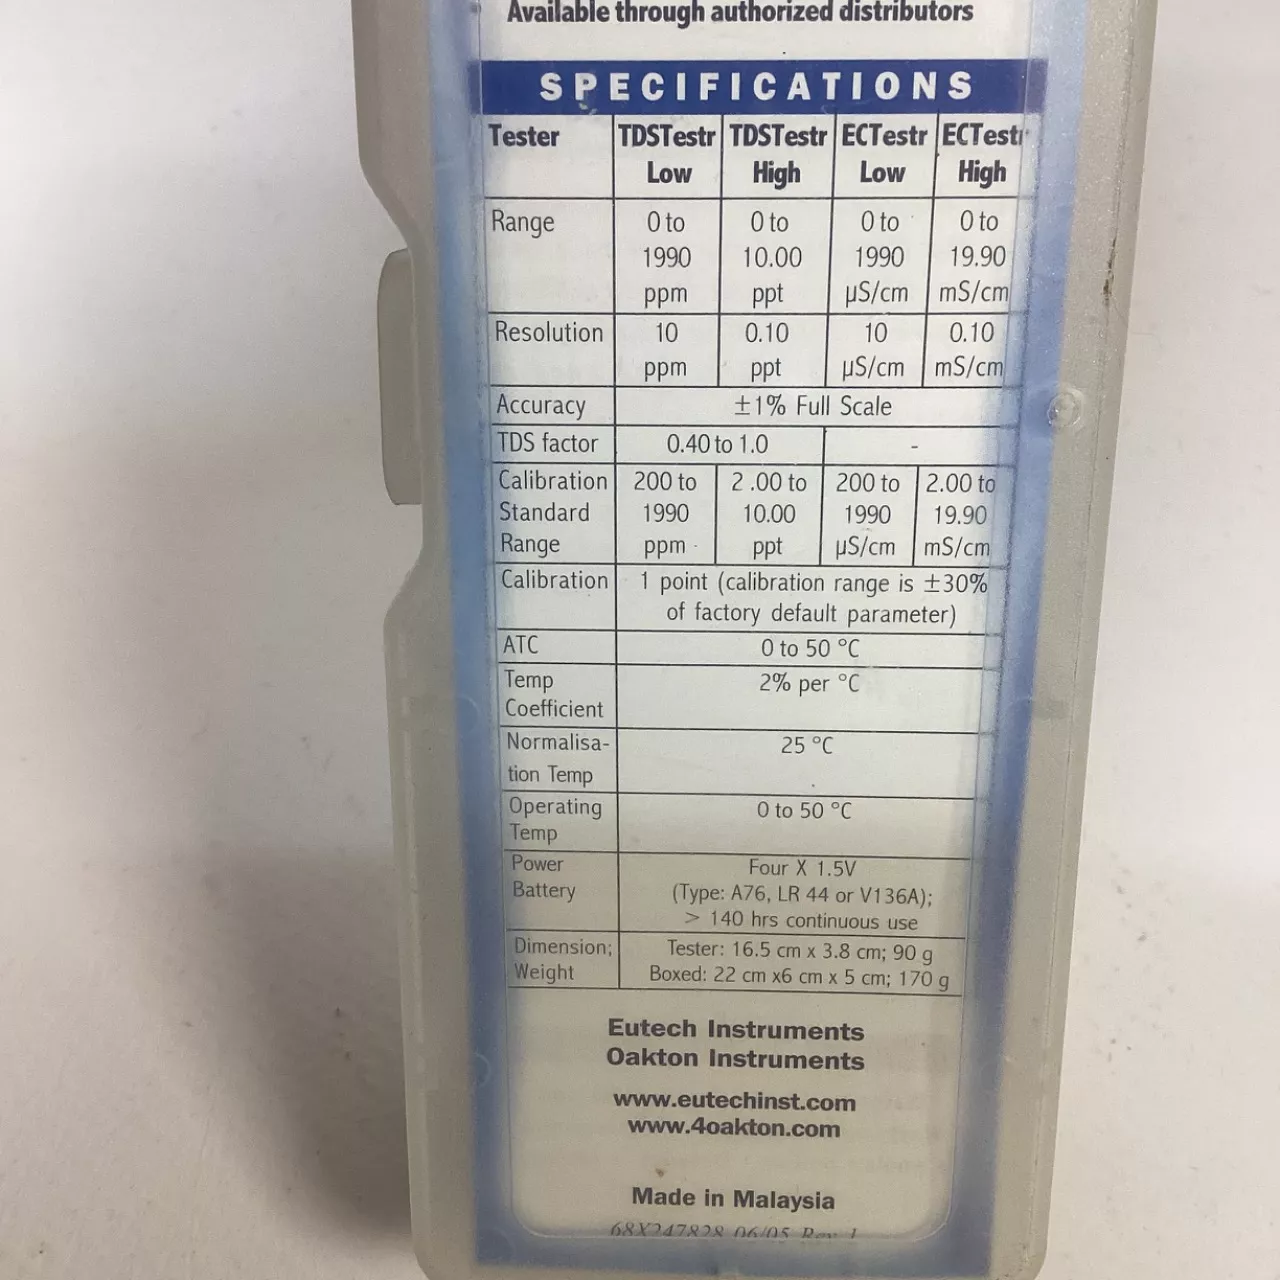 Available through authorized distributors
SPECIFICATIONS
Tester TDSTestr Low TDSTestr High ECTestr Low ECTestr High
Range 0 to 1990 ppm 0 to 10.00 ppt 0 to 1990 µS/cm 0 to 19.90 mS/cm
Resolution 10 ppm 0.10 ppt 10 µS/cm 0.10 mS/cm
Accuracy ±1% Full Scale
TDS factor 0.40 to 1.0 -
Calibration Standard Range 200 to 1990 ppm 2.00 to 10.00 ppt 200 to 1990 µS/cm 2.00 to 19.90 mS/cm
Calibration 1 point (calibration range is ±30%
of factory default parameter)
ATC 0 to 50 °C
Temp Coefficient 2% per °C
Normalisa-
tion Temp 25 °C
Operating Temp 0 to 50 °C
Power Battery Four X 1.5V
(Type: A76, LR 44 or V136A);
> 140 hrs continuous use
Dimension; Weight Tester: 16.5 cm x 3.8 cm; 90 g
Boxed: 22 cm x6 cm x 5 cm; 170 g
Eutech Instruments
Oakton Instruments
www.eutechinst.com
www.4oakton.com
Made in Malaysia
68X247828 06/05 Rev 1